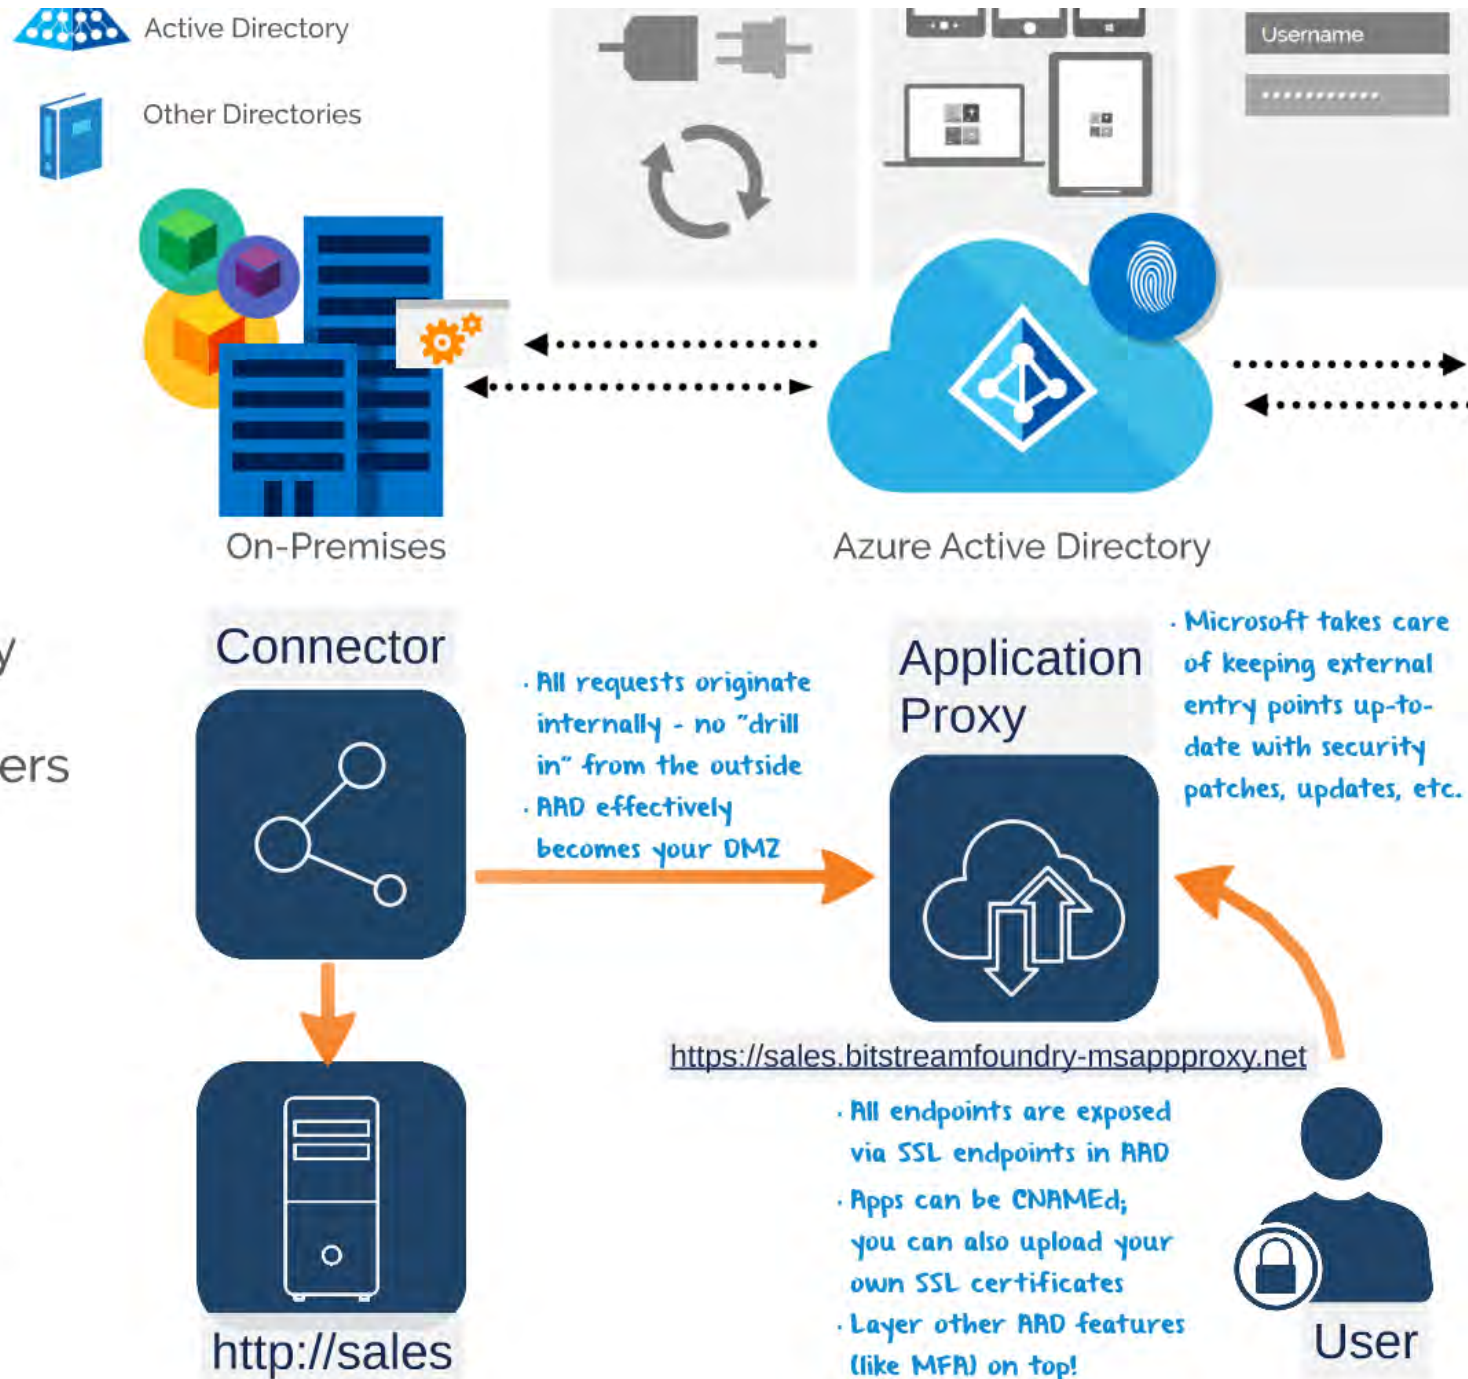 Active Directory
Other Directories
Username
On-Premises
Azure Active Directory
y
ers
Connector
· All requests originate
internally - no "drill
in" from the outside
· AAD effectively
becomes your DMZ
Application
Proxy
· Microsoft takes care
of keeping external
entry points up-to-
date with security
patches, updates, etc.
https://sales.bitstreamfoundry-msappproxy.net
· All endpoints are exposed
via SSL endpoints in AAD
· Apps can be CNAMEd;
you can also upload your
own SSL certificates
· Layer other AAD features
(like MFA) on top!
http://sales
User